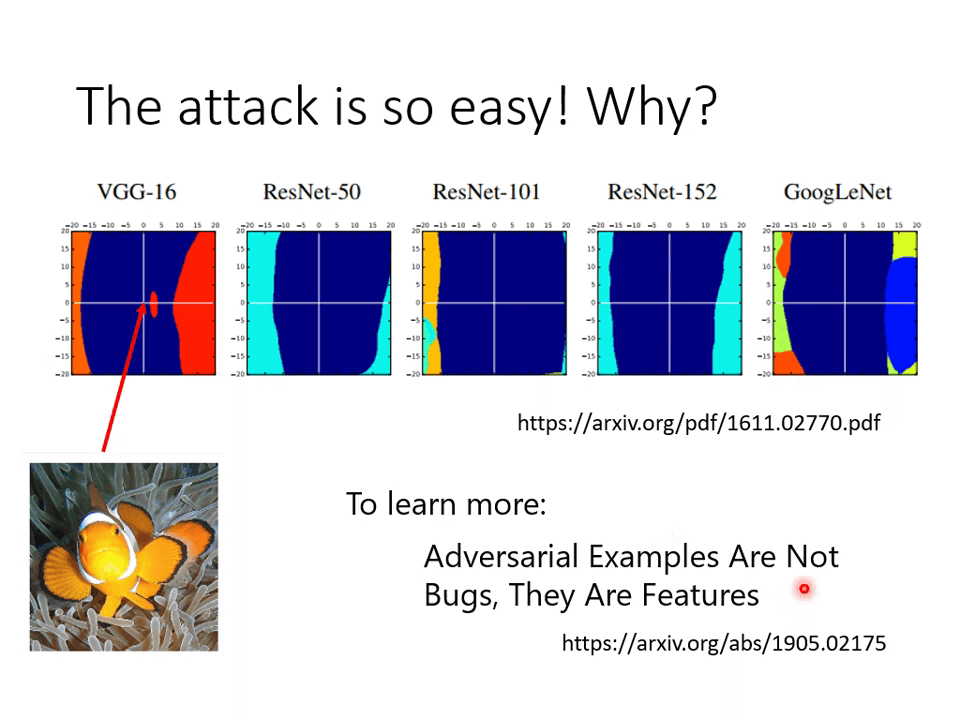 The attack is so easy! Why?
VGG-16 ResNet-50 ResNet-101 ResNet-152 GoogLeNet
−20 −15 −10 −5 0 5 10 15 20 −20 −15 −10 −5 0 5 10 15 20 −20 −15 −10 −5 0 5 10 15 20 −20 −15 −10 −5 0 5 10 15 20 −20 −15 −10 −5 0 5 10 15 20
20 20 20 20 20
15 15 15 15 15
10 10 10 10 10
5 5 5 5 5
0 0 0 0 0
−5 −5 −5 −5 −5
−10 −10 −10 −10 −10
−15 −15 −15 −15 −15
−20 −20 −20 −20 −20
https://arxiv.org/pdf/1611.02770.pdf
To learn more:
Adversarial Examples Are Not
Bugs, They Are Features
https://arxiv.org/abs/1905.02175